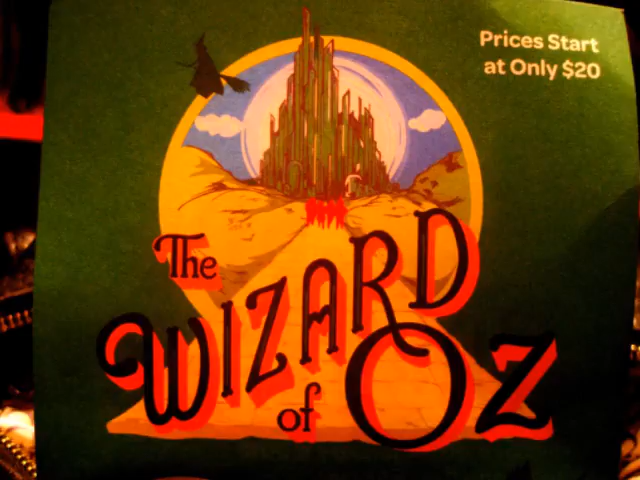 Prices Start
at Only $20
The
WIZARD
of Oz